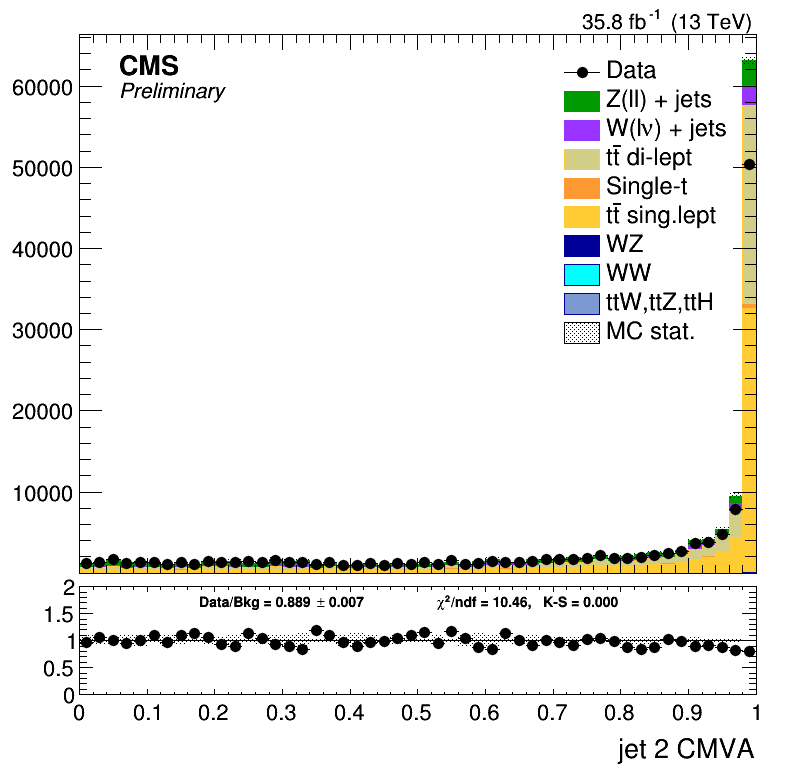 35.8 fb⁻¹ (13 TeV)
CMS
Preliminary
Data
Z(ll) + jets
W(lν) + jets
tt̄ di-lept
Single-t
tt̄ sing.lept
WZ
WW
ttW,ttZ,ttH
MC stat.
60000
50000
40000
30000
20000
10000
Data/Bkg = 0.889 ± 0.007 χ²/ndf = 10.46, K-S = 0.000
2
1.5
1
0.5
0
0 0.1 0.2 0.3 0.4 0.5 0.6 0.7 0.8 0.9 1
jet 2 CMVA